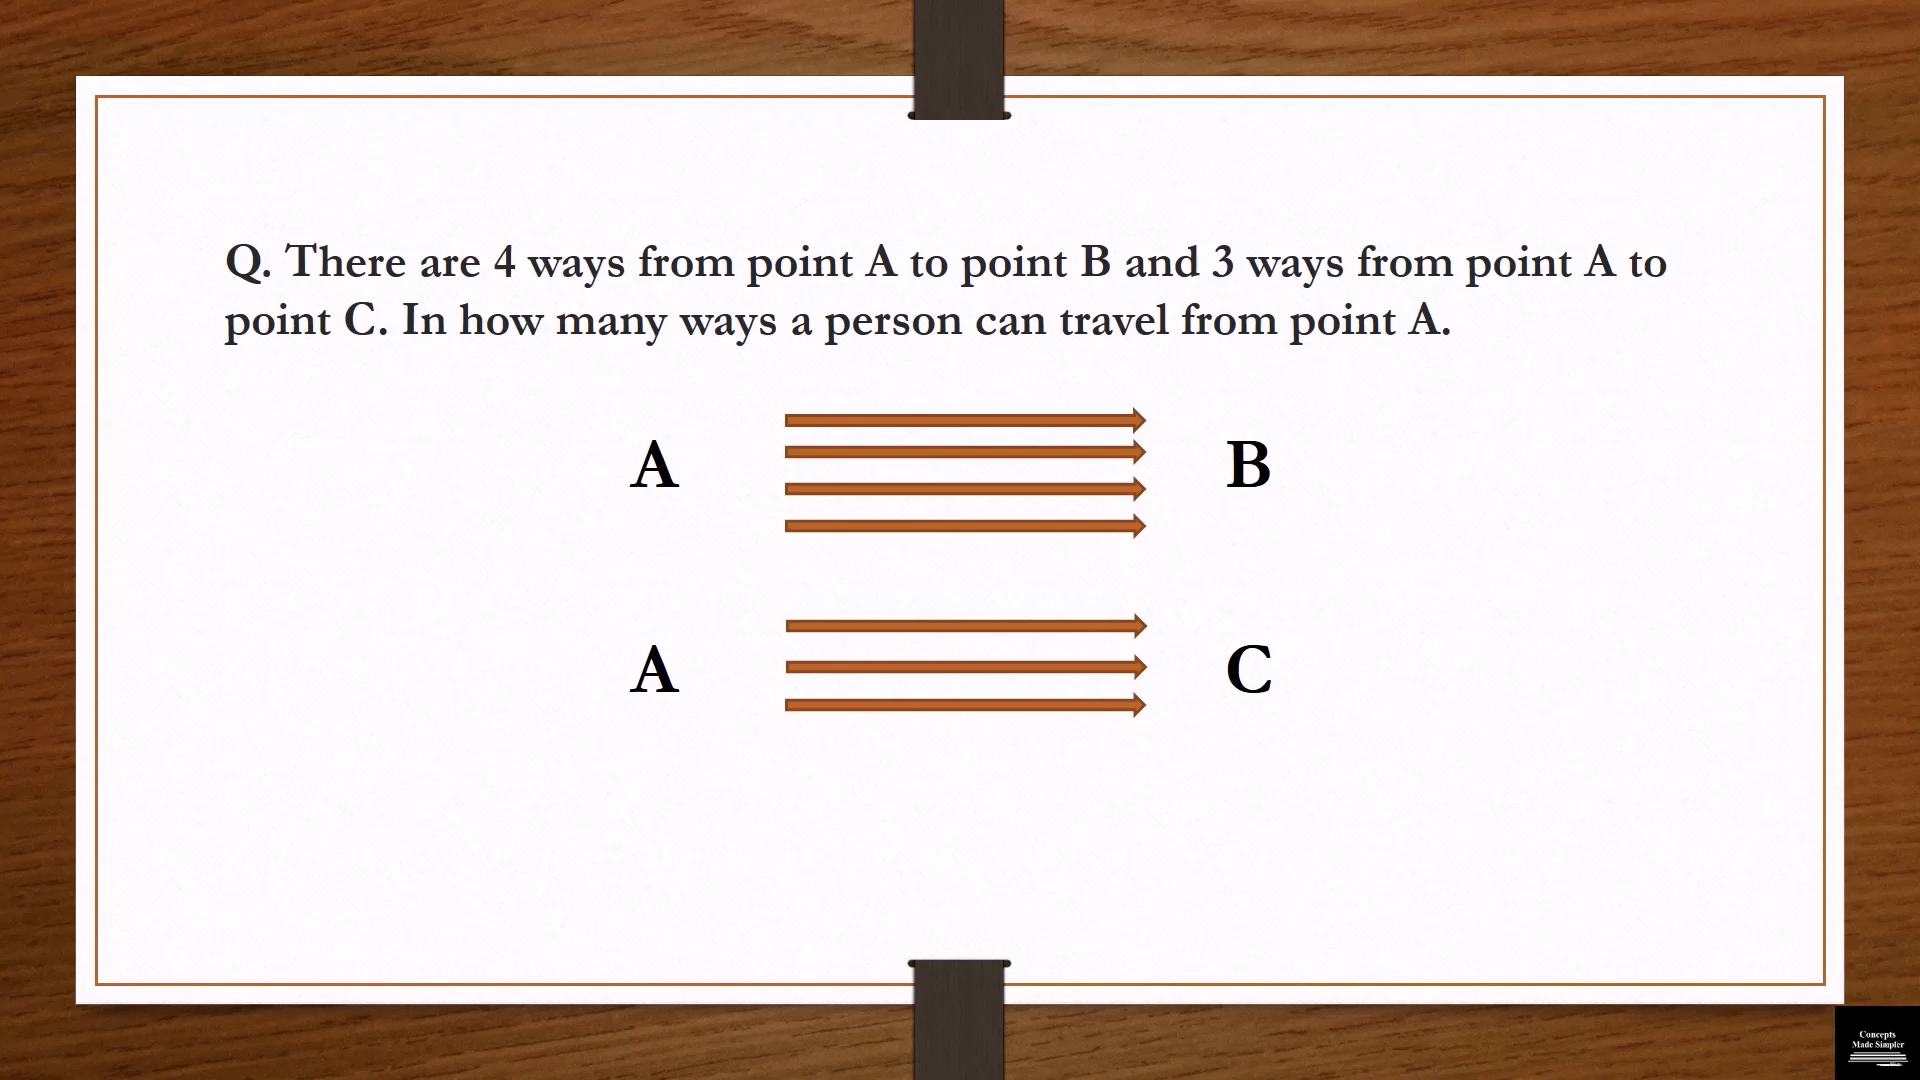 Q. There are 4 ways from point A to point B and 3 ways from point A to
point C. In how many ways a person can travel from point A.
A
B
A
C
Concepts
Made Simpler